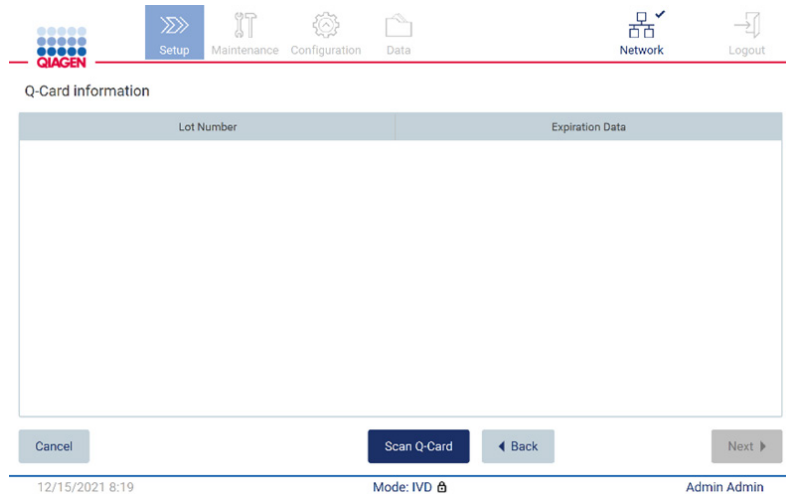 QIAGEN
Setup Maintenance Configuration Data Network Logout
Q-Card information
Lot Number Expiration Data
Cancel Scan Q-Card Back Next
12/15/2021 8:19 Mode: IVD Admin Admin